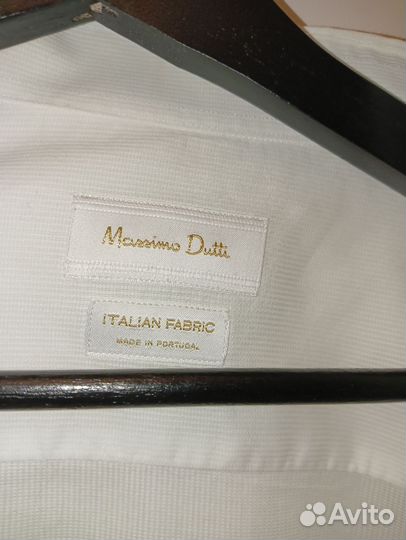 Massimo Dutti
ITALIAN FABRIC
MADE IN PORTUGAL
Avito